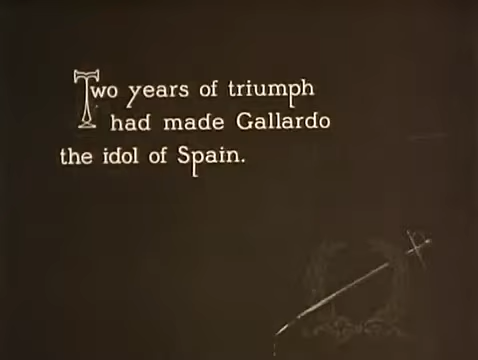 Two years of triumph
had made Gallardo
the idol of Spain.